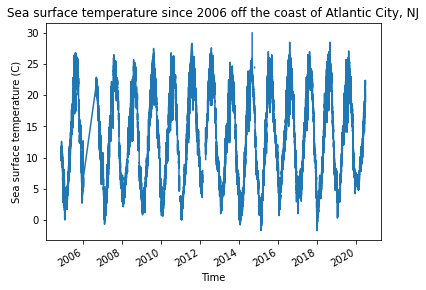 Sea surface temperature since 2006 off the coast of Atlantic City, NJ
30
25
20
15
10
5
0
Sea surface temperature (C)
2006 2008 2010 2012 2014 2016 2018 2020
Time